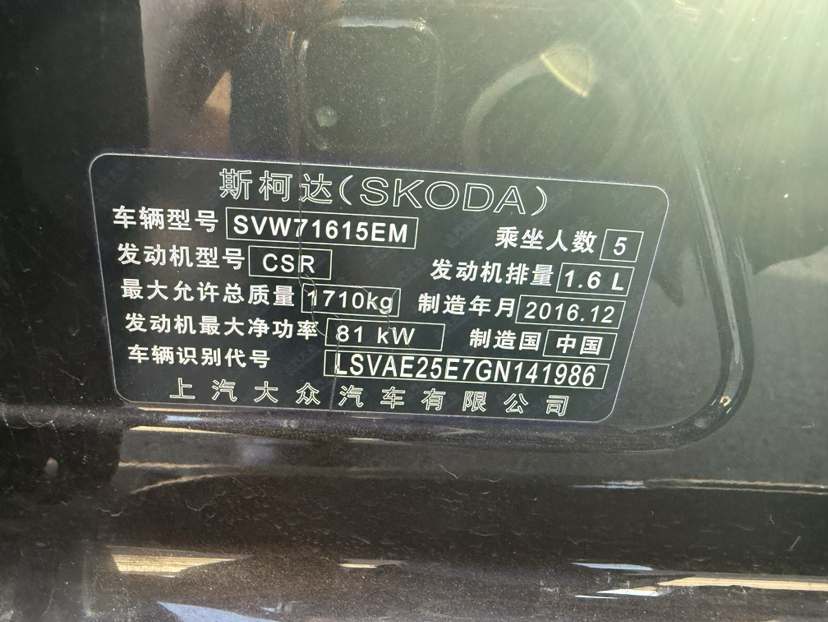 斯柯达(SKODA)
车辆型号 SVW71615EM 乘坐人数 5
发动机型号 CSR 发动机排量 1.6 L
最大允许总质量 1710kg 制造年月 2016.12
发动机最大净功率 81 kW 制造国 中国
车辆识别代号 LSVAE25E7GN141986
上汽大众汽车有限公司